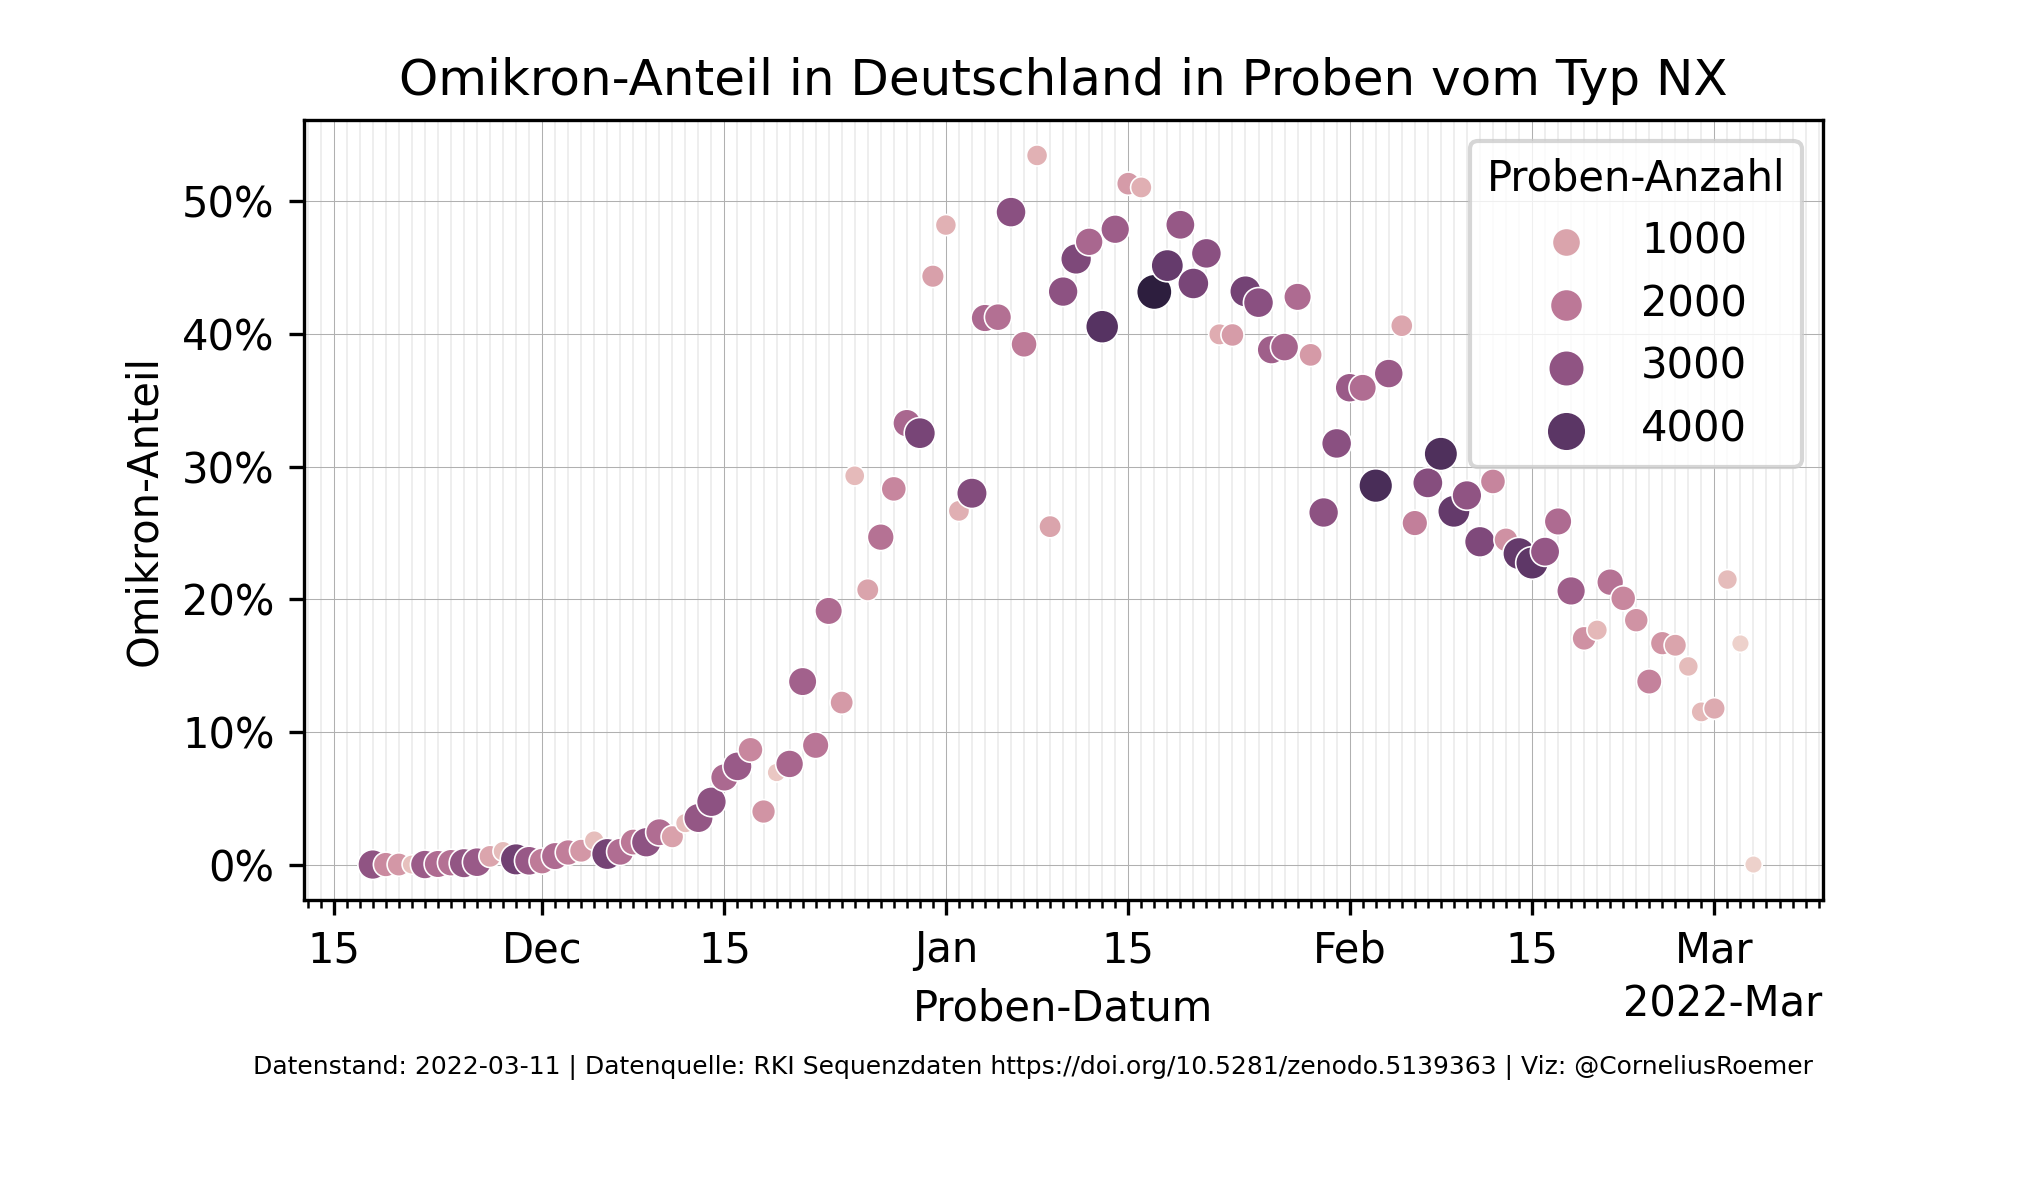 Omikron-Anteil in Deutschland in Proben vom Typ NX
Proben-Anzahl
1000
2000
3000
4000
50%
40%
30%
20%
10%
0%
Omikron-Anteil
15 Dec 15 Jan 15 Feb 15 Mar
Proben-Datum
2022-Mar
Datenstand: 2022-03-11 | Datenquelle: RKI Sequenzdaten https://doi.org/10.5281/zenodo.5139363 | Viz: @CorneliusRoemer